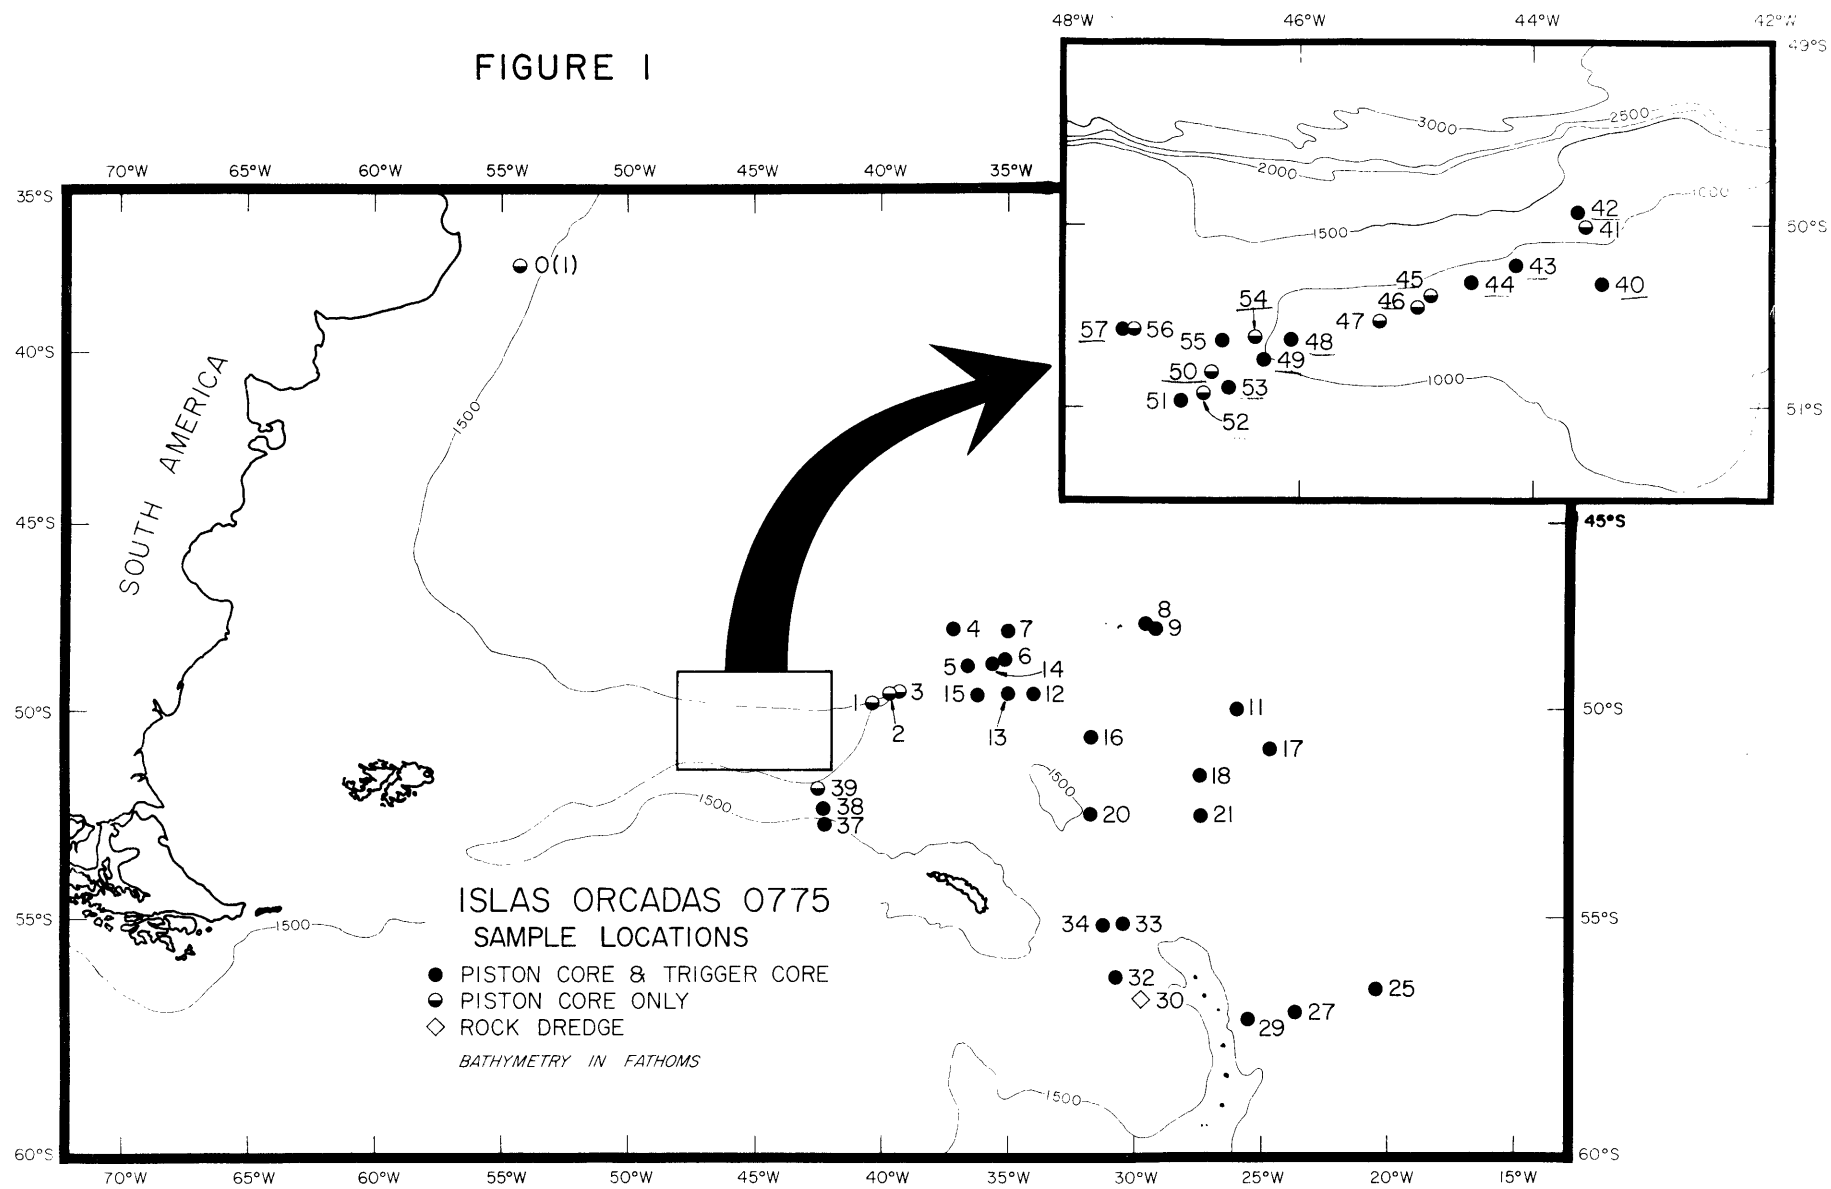 FIGURE 1
48°W 46°W 44°W 42°W
49°S
3000
2500
2000
1000
1500
42
41
50°S
43
45
44
40
46
54
47
57 56
55
48
49
50
53
1000
51
52
51°S
70°W 65°W 60°W 55°W 50°W 45°W 40°W 35°W
35°S
0(1)
40°S
1500
SOUTH AMERICA
45°S
45°S
8
4 7 9
6
5 14
15 12
3
1
2
13
50°S
11
50°S
16
17
18
1500
39
1500
38
20 21
37
ISLAS ORCADAS 0775
SAMPLE LOCATIONS
PISTON CORE & TRIGGER CORE
PISTON CORE ONLY
ROCK DREDGE
BATHYMETRY IN FATHOMS
55°S
1500
34 33
55°S
32
30
25
27
29
1500
60°S
60°S
70°W 65°W 60°W 55°W 50°W 45°W 40°W 35°W 30°W 25°W 20°W 15°W